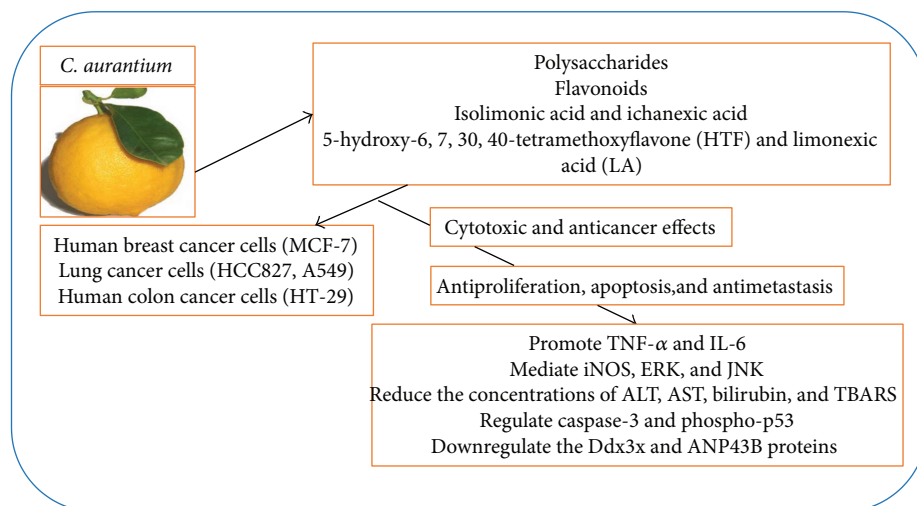 C. aurantium
Polysaccharides
Flavonoids
Isolimonic acid and ichanexic acid
5-hydroxy-6, 7, 30, 40-tetramethoxyflavone (HTF) and limonexic
acid (LA)
Human breast cancer cells (MCF-7)
Lung cancer cells (HCC827, A549)
Human colon cancer cells (HT-29)
Cytotoxic and anticancer effects
Antiproliferation, apoptosis,and antimetastasis
Promote TNF-α and IL-6
Mediate iNOS, ERK, and JNK
Reduce the concentrations of ALT, AST, bilirubin, and TBARS
Regulate caspase-3 and phospho-p53
Downregulate the Ddx3x and ANP43B proteins